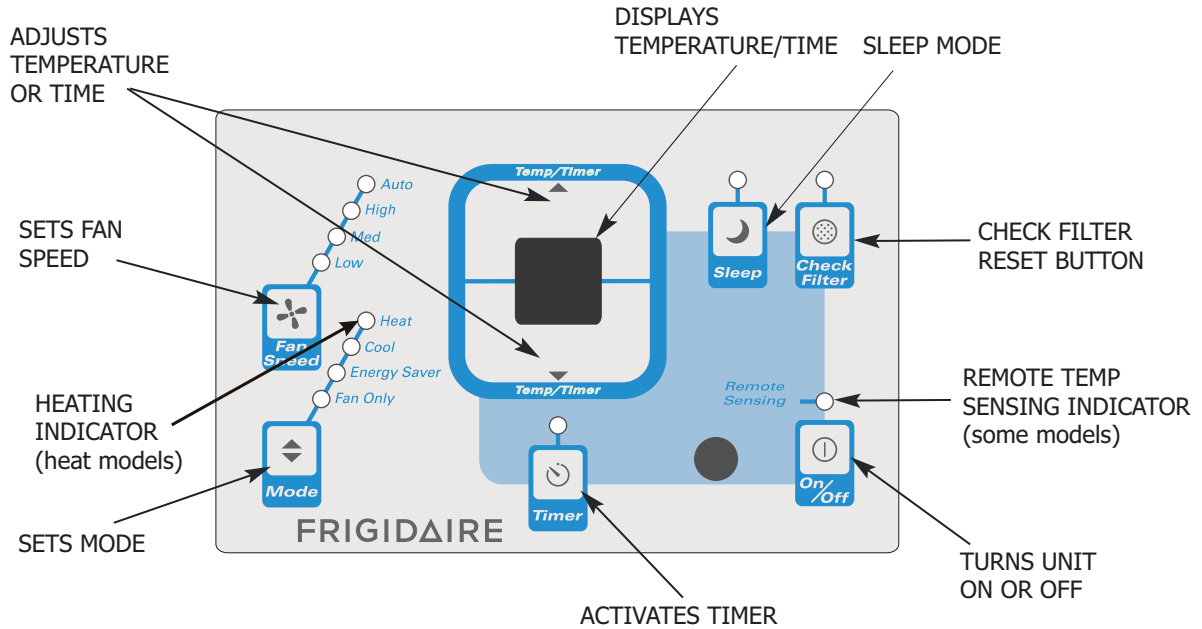 DISPLAYS
TEMPERATURE/TIME
SLEEP MODE
ADJUSTS
TEMPERATURE
OR TIME
Temp/Timer
Auto
High
Med
Low
SETS FAN
SPEED
Fan
Speed
Sleep
Check
Filter
CHECK FILTER
RESET BUTTON
Heat
Cool
Energy Saver
Fan Only
Temp/Timer
Remote
Sensing
REMOTE TEMP
SENSING INDICATOR
(some models)
HEATING
INDICATOR
(heat models)
Mode
Timer
On/Off
FRIGIDAIRE
SETS MODE
TURNS UNIT
ON OR OFF
ACTIVATES TIMER